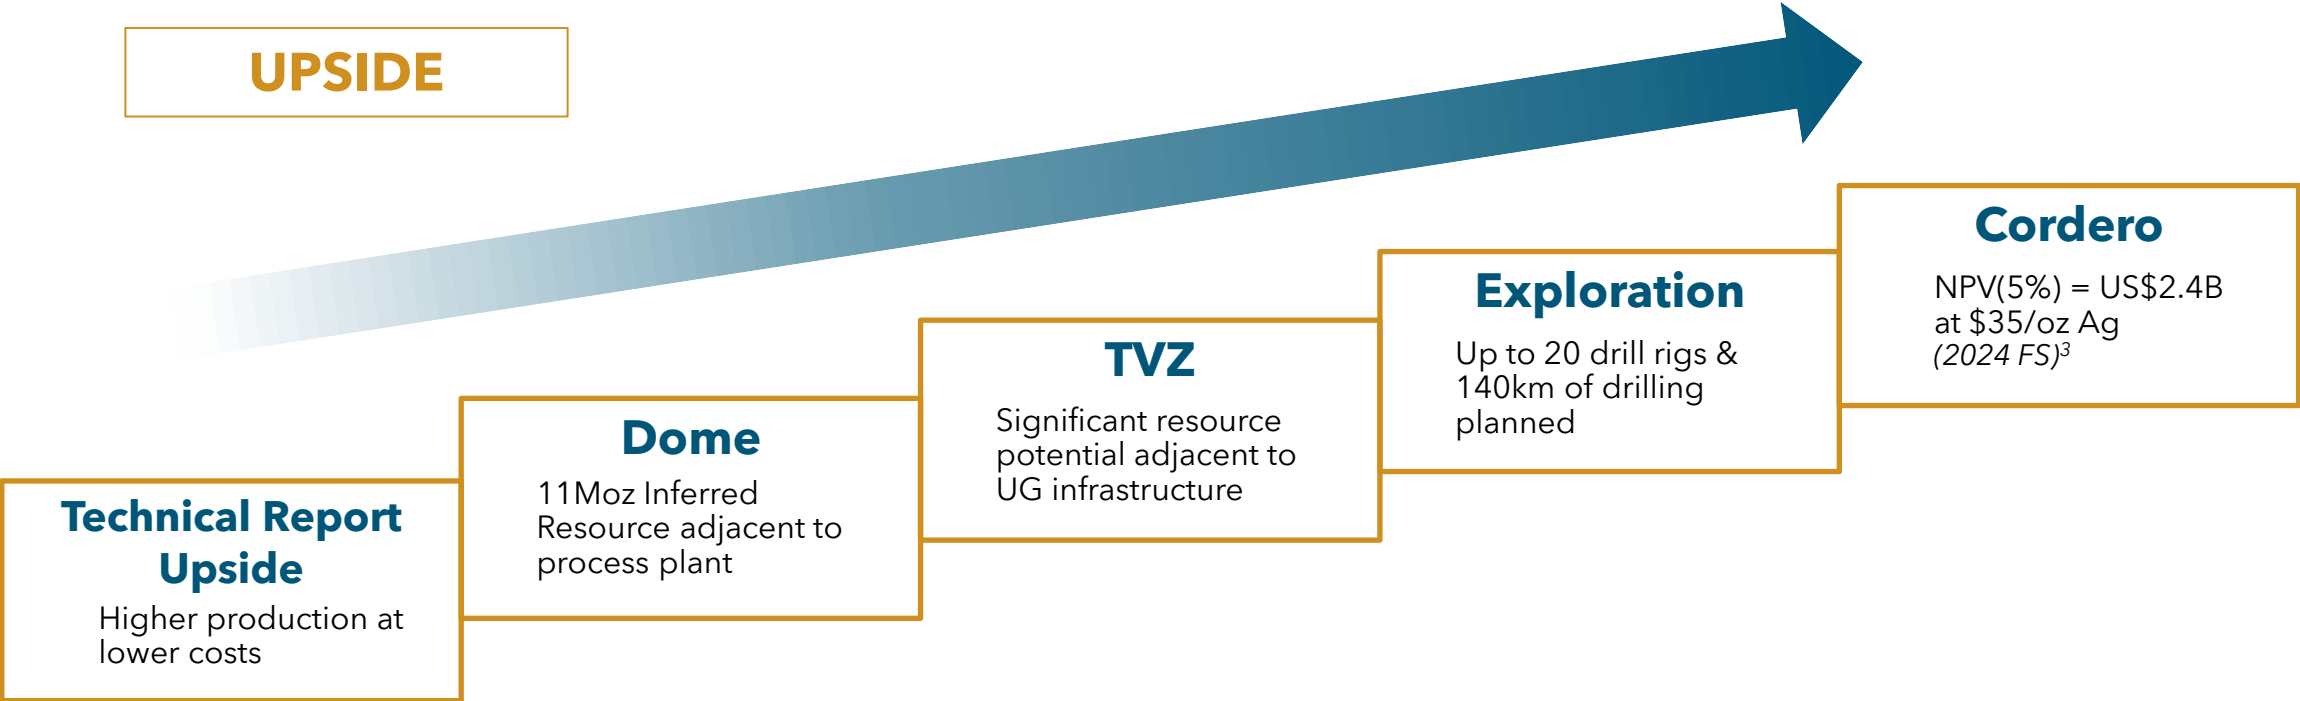 UPSIDE
Technical Report
Upside
Higher production at
lower costs
Dome
11Moz Inferred
Resource adjacent to
process plant
TVZ
Significant resource
potential adjacent to
UG infrastructure
Exploration
Up to 20 drill rigs &
140km of drilling
planned
Cordero
NPV(5%) = US$2.4B
at $35/oz Ag
(2024 FS)³